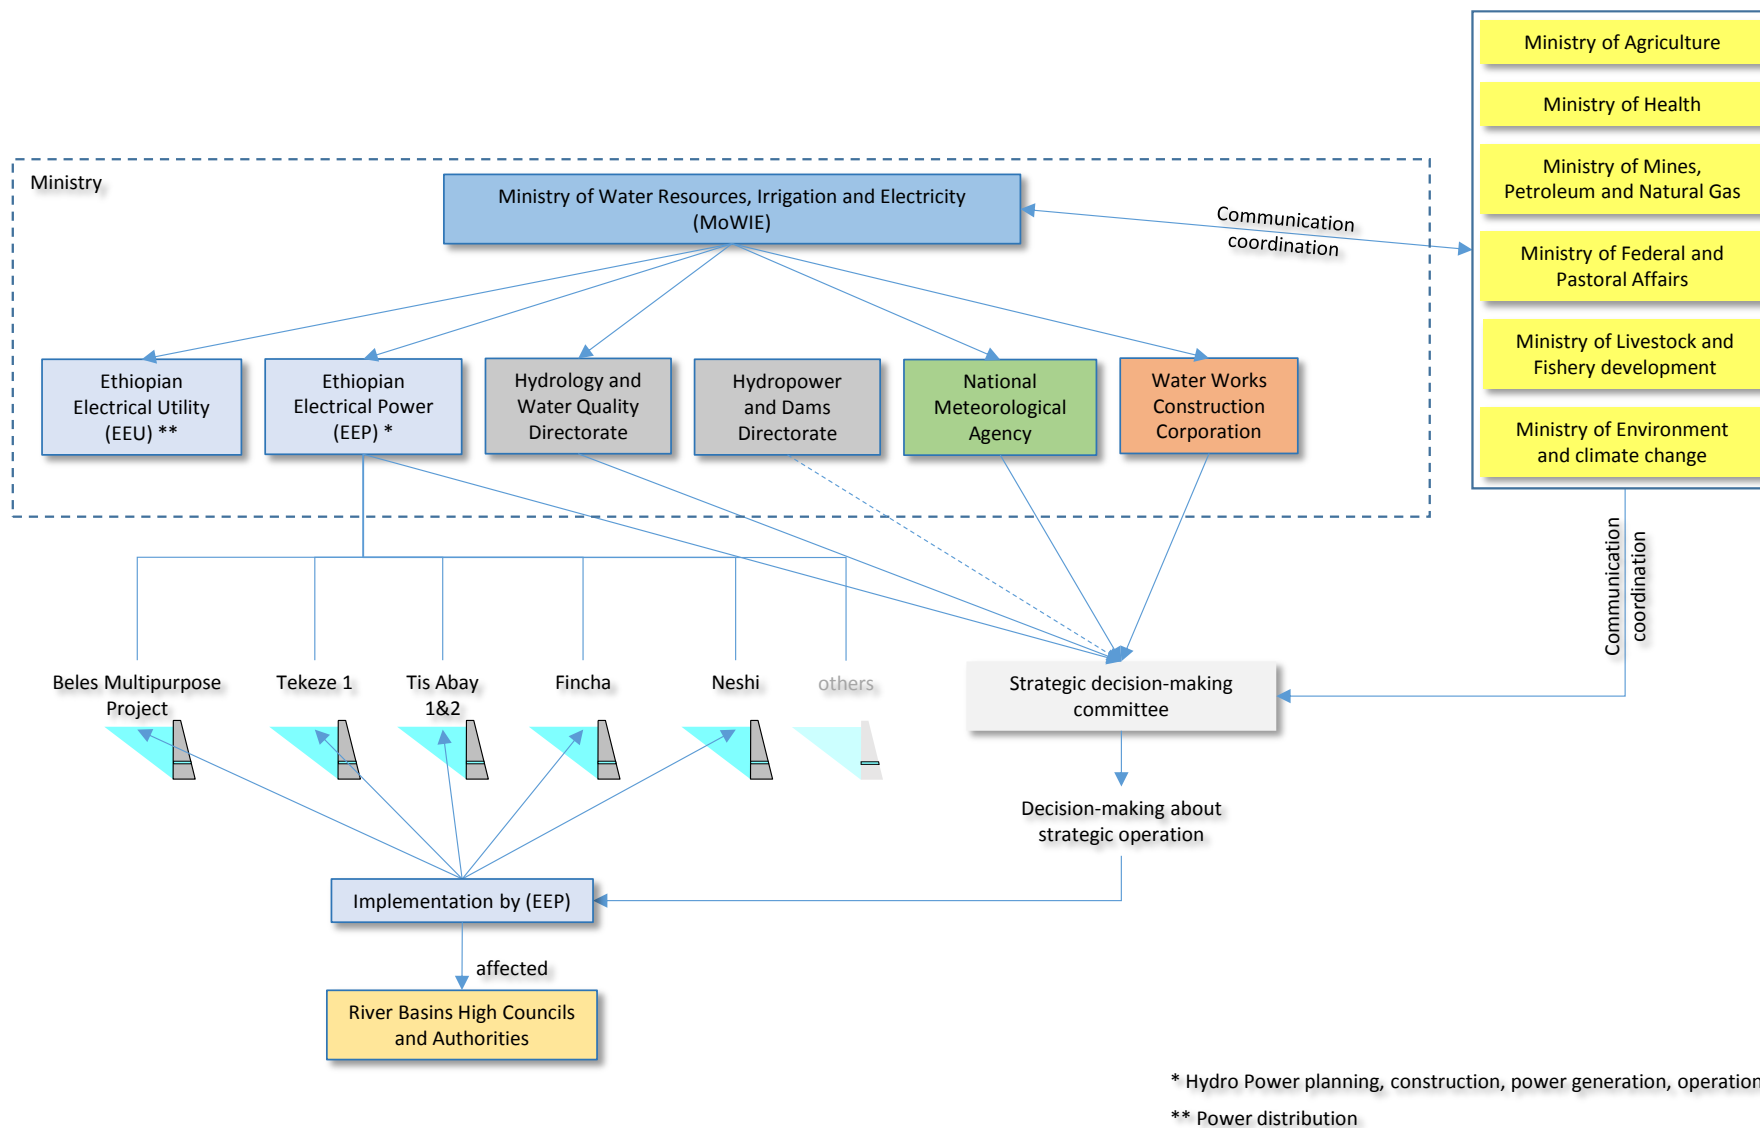 Ministry of Agriculture
Ministry of Health
Ministry of Mines,
Petroleum and Natural Gas
Ministry of Federal and
Pastoral Affairs
Ministry of Livestock and
Fishery development
Ministry of Environment
and climate change
Ministry
Ministry of Water Resources, Irrigation and Electricity
(MoWIE)
Communication
coordination
Ethiopian
Electrical Utility
(EEU) **
Ethiopian
Electrical Power
(EEP) *
Hydrology and
Water Quality
Directorate
Hydropower
and Dams
Directorate
National
Meteorological
Agency
Water Works
Construction
Corporation
Communication
coordination
Beles Multipurpose
Project
Tekeze 1
Tis Abay
1&2
Fincha
Neshi
others
Strategic decision-making
committee
Decision-making about
strategic operation
Implementation by (EEP)
affected
River Basins High Councils
and Authorities
* Hydro Power planning, construction, power generation, operation
** Power distribution